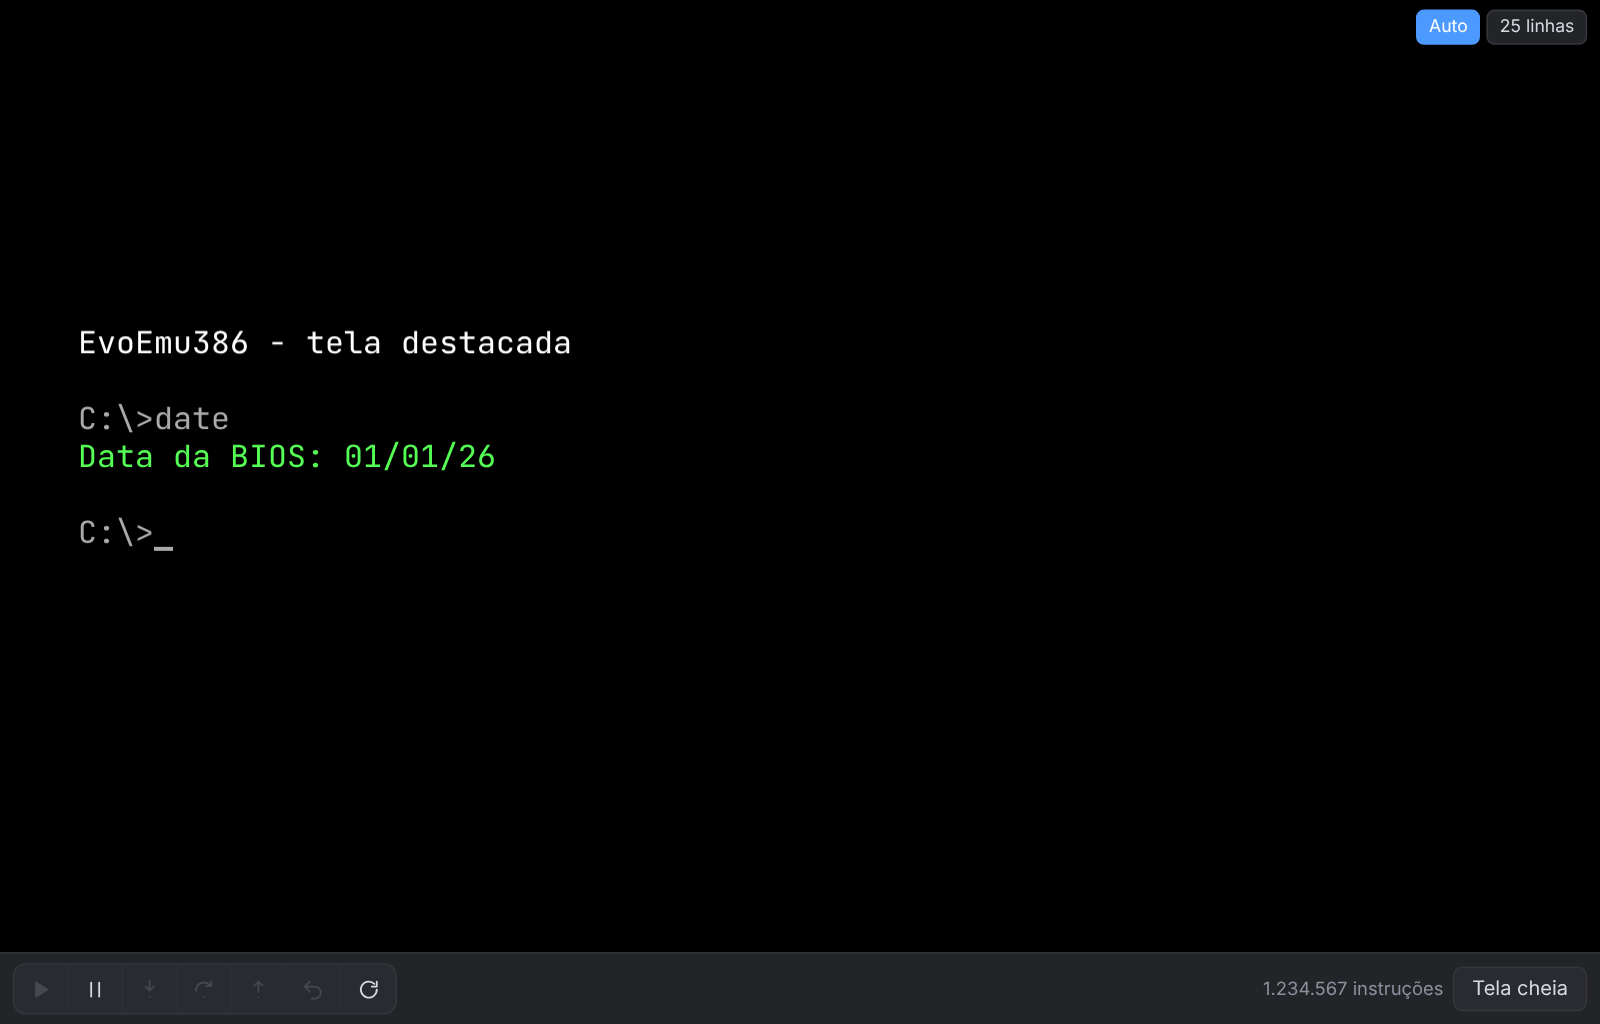 Auto 25 linhas
EvoEmu386 - tela destacada
C:\>date
Data da BIOS: 01/01/26
C:\>_
1.234.567 instruções Tela cheia